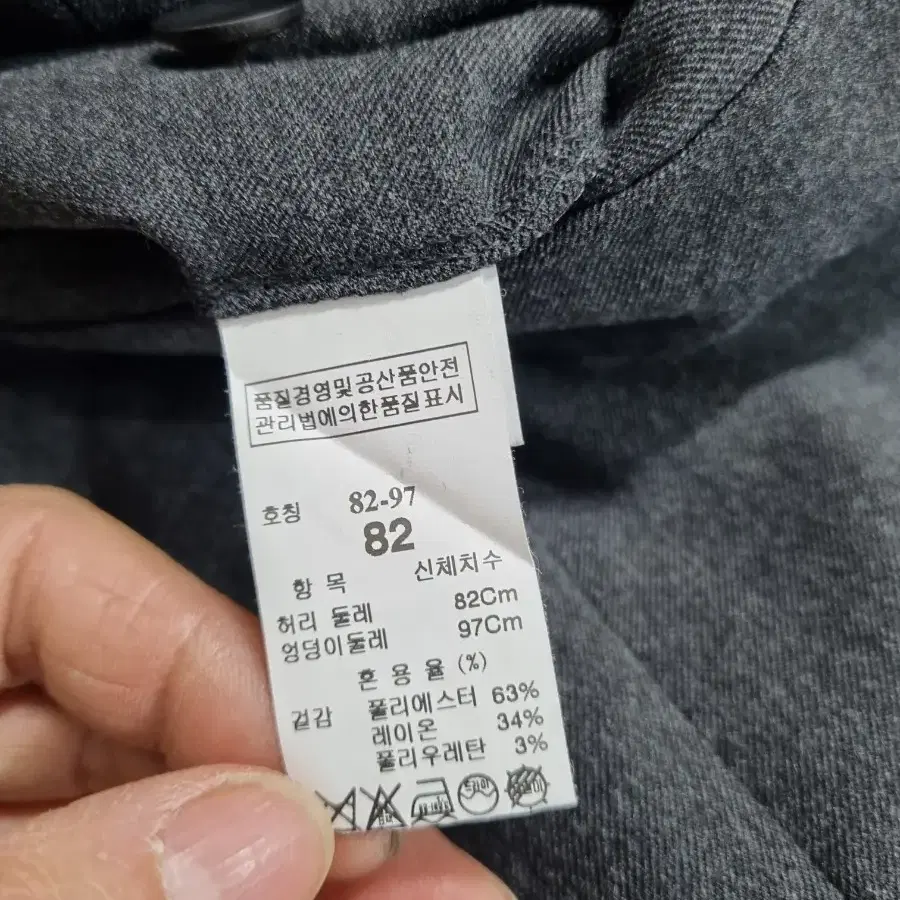 품질경영및공산품안전
관리법에의한품질표시
호칭 82-97
82
항 목 신체치수
허리 둘레 82Cm
엉덩이둘레 97Cm
혼 용 율 (%)
겉감 폴리에스터 63%
레이온 34%
폴리우레탄 3%
드라이